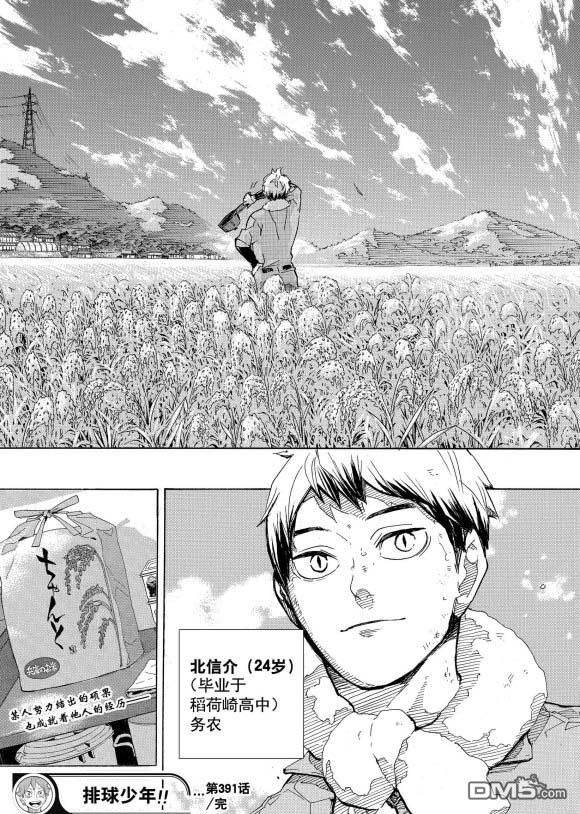 DM5.com
ちゃんと
某人努力结出的硕果
也成就着他人的经历
北信介（24岁）
（毕业于
稻荷崎高中）
务农
排球少年!!
...第391话
/完
DM5.com